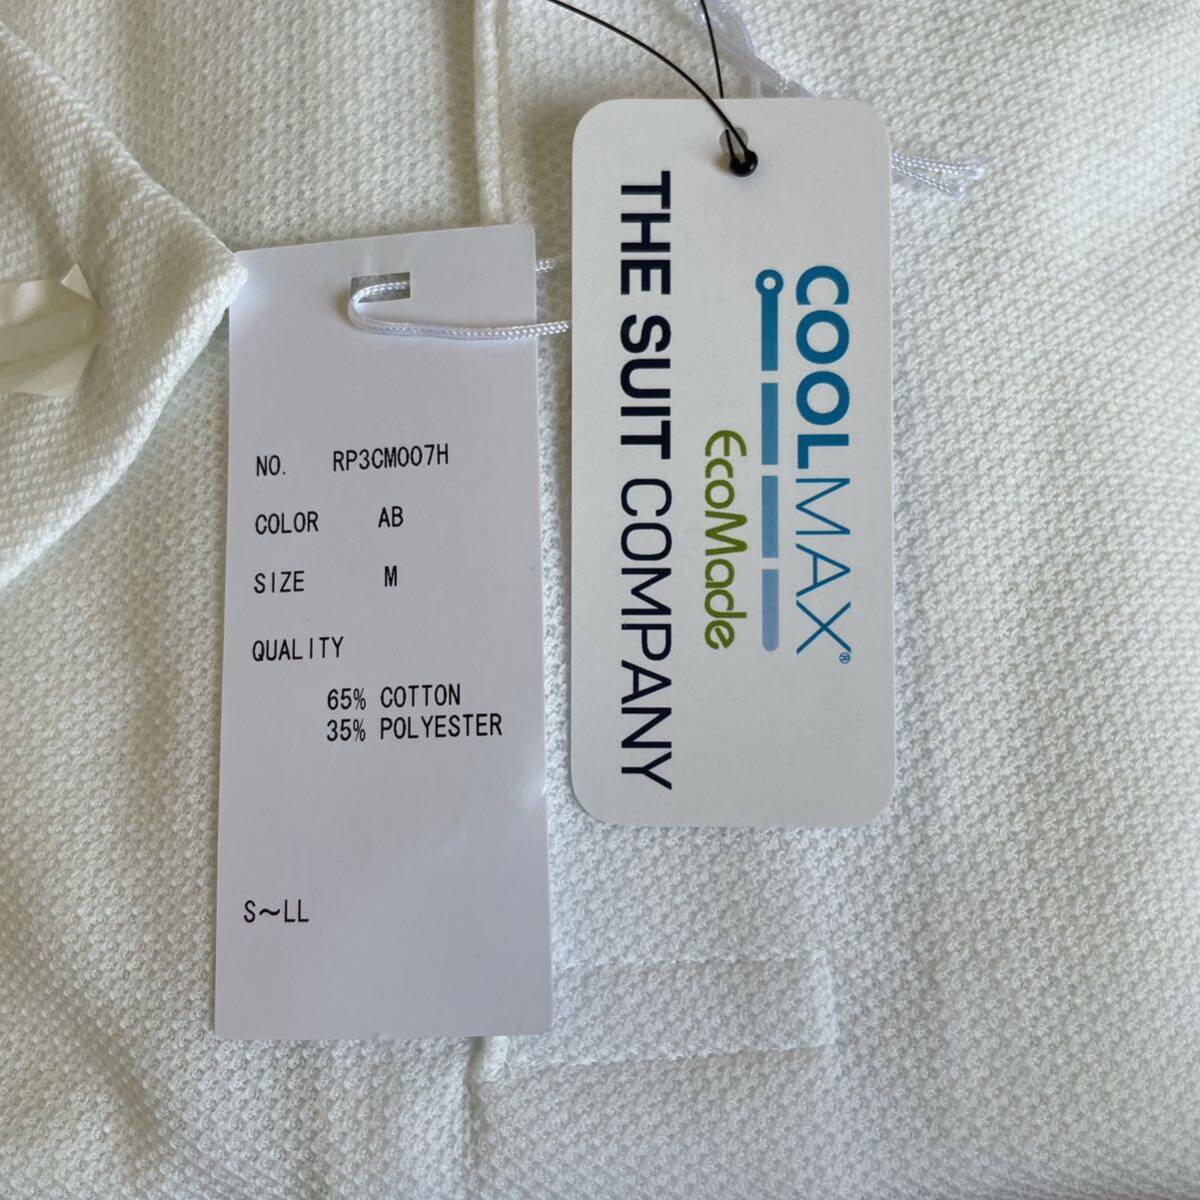 NO. RP3CM007H
COLOR AB
SIZE M
QUALITY
65% COTTON
35% POLYESTER
S~LL
COOLMAX®
EcoMade
THE SUIT COMPANY